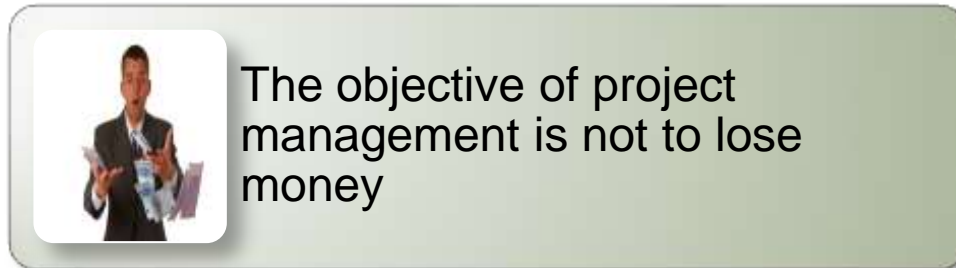 The objective of project
management is not to lose
money